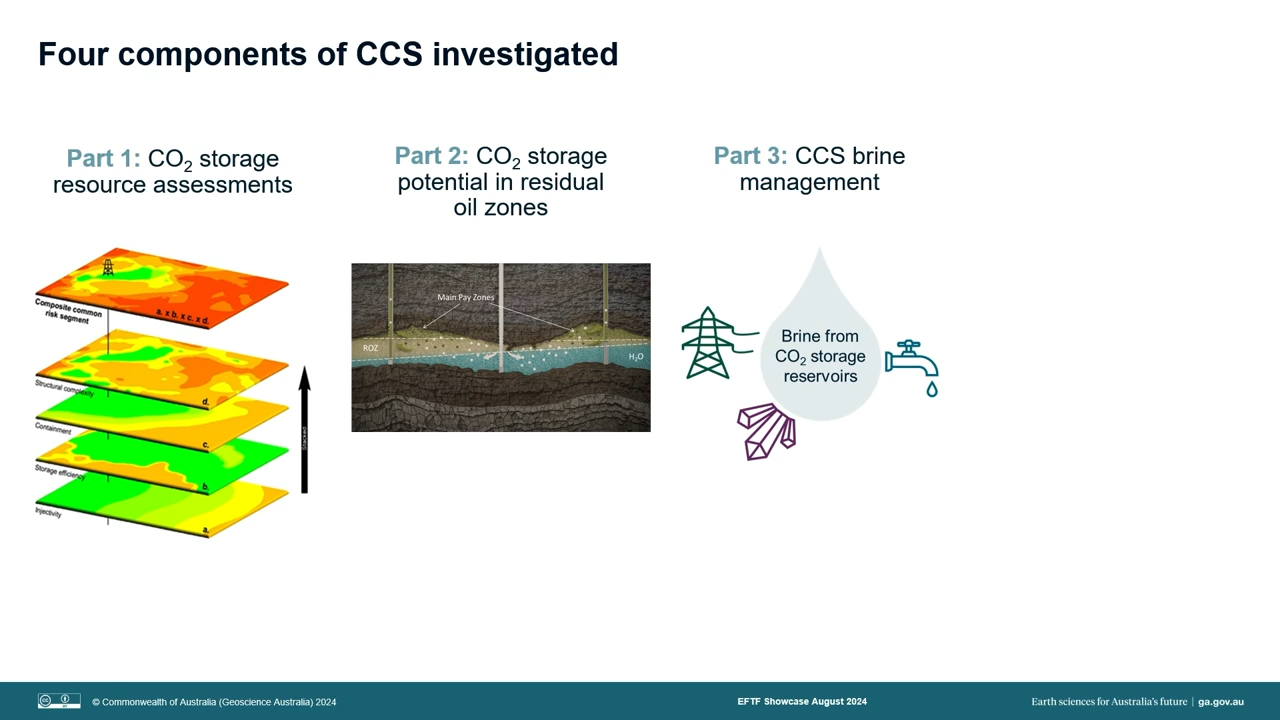 Four components of CCS investigated
Part 1: CO₂ storage
resource assessments
Composite common
risk segment
a. x b. x c. x d.
Structural complexity
d.
Containment
c.
Storage efficiency
b.
Injectivity
a.
Stacked
Part 2: CO₂ storage
potential in residual
oil zones
Main Pay Zones
ROZ
H₂O
Part 3: CCS brine
management
Brine from
CO₂ storage
reservoirs
cc
BY
© Commonwealth of Australia (Geoscience Australia) 2024
EFTF Showcase August 2024
Earth sciences for Australia's future | ga.gov.au